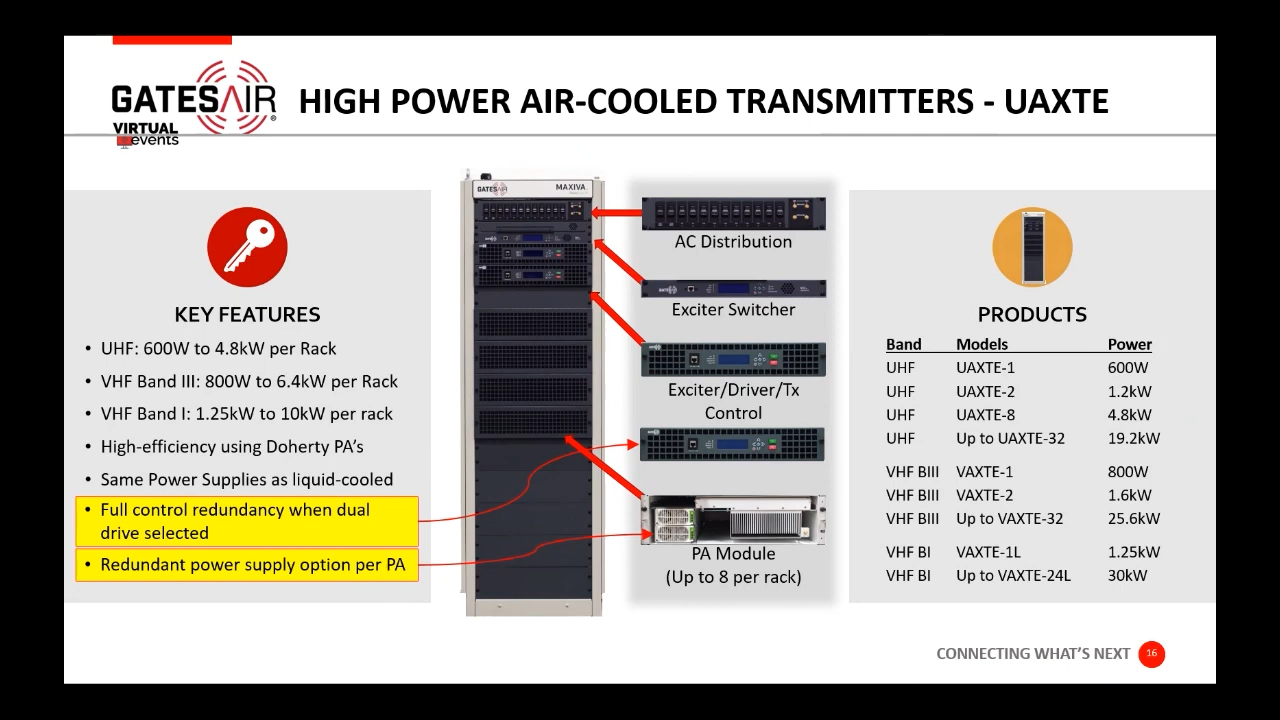 GATESAIR®
VIRTUAL
events
HIGH POWER AIR-COOLED TRANSMITTERS - UAXTE
KEY FEATURES
• UHF: 600W to 4.8kW per Rack
• VHF Band III: 800W to 6.4kW per Rack
• VHF Band I: 1.25kW to 10kW per rack
• High-efficiency using Doherty PA’s
• Same Power Supplies as liquid-cooled
• Full control redundancy when dual
drive selected
• Redundant power supply option per PA
GATESAIR
MAXIVA
AC Distribution
Exciter Switcher
Exciter/Driver/Tx
Control
PA Module
(Up to 8 per rack)
PRODUCTS
Band Models Power
UHF UAXTE-1 600W
UHF UAXTE-2 1.2kW
UHF UAXTE-8 4.8kW
UHF Up to UAXTE-32 19.2kW
VHF BIII VAXTE-1 800W
VHF BIII VAXTE-2 1.6kW
VHF BIII Up to VAXTE-32 25.6kW
VHF BI VAXTE-1L 1.25kW
VHF BI Up to VAXTE-24L 30kW
CONNECTING WHAT’S NEXT 16